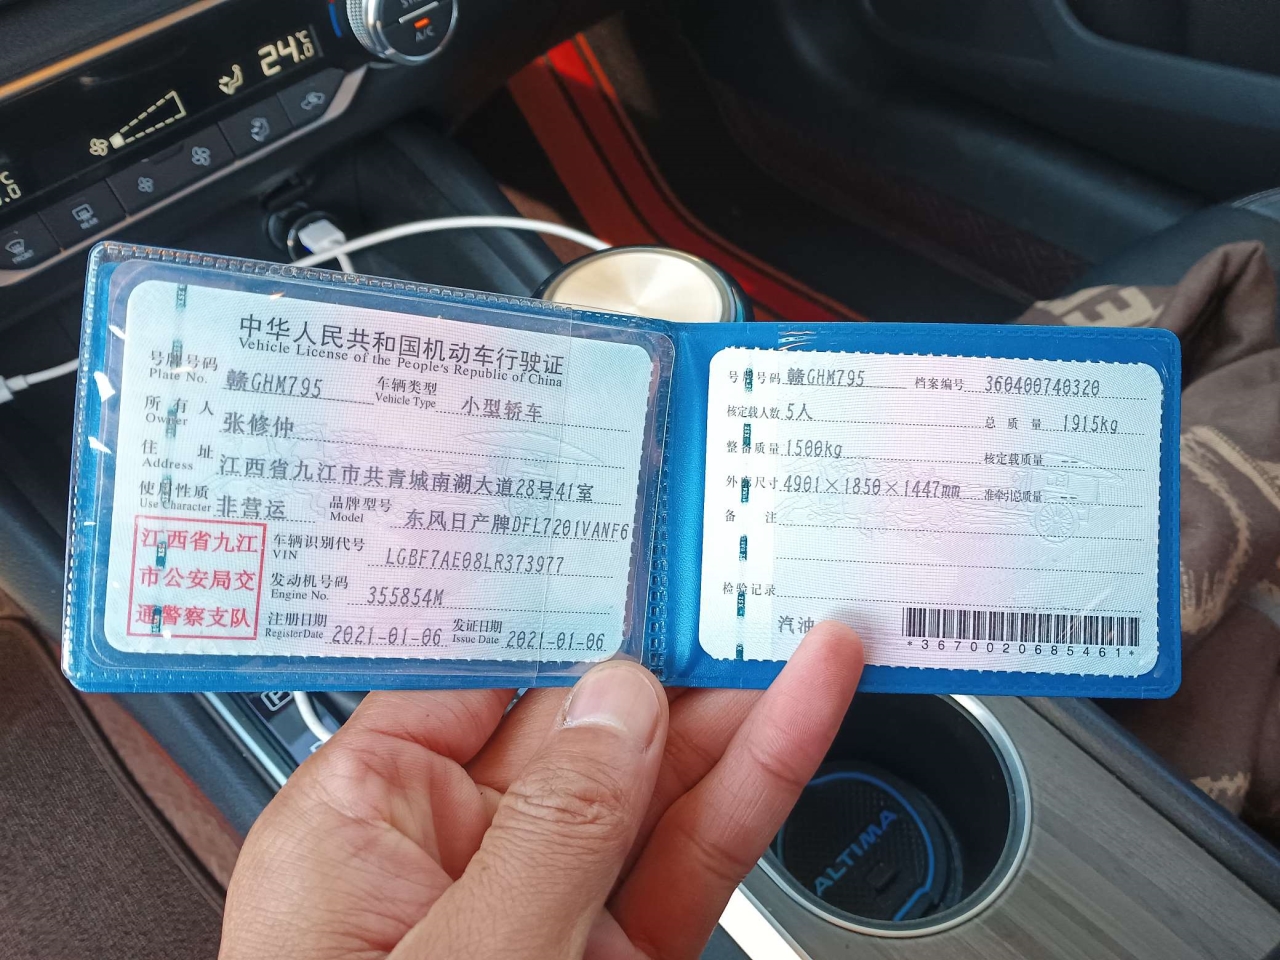 A/C
24.0℃
REAR
中华人民共和国机动车行驶证
Vehicle License of the People's Republic of China
号牌号码 赣GHM795 车辆类型 小型轿车
Plate No. Vehicle Type
所有人 张修仲
Owner
住址 江西省九江市共青城南湖大道28号41室
Address
使用性质 非营运 品牌型号 东风日产牌DFL7201VANF6
Use Character Model
江西省九江
市公安局交
通警察支队
车辆识别代号 LGBF7AE08LR373977
VIN
发动机号码 355854M
Engine No.
注册日期 2021-01-06 发证日期 2021-01-06
Register Date Issue Date
号牌号码 赣GHM795 档案编号 360400740320
核定载人数 5人 总质量 1915kg
整备质量 1500kg 核定载质量
外廓尺寸 4901×1850×1447mm 准牵引总质量
备注
检验记录
汽油
*3670020685461*
ALTIMA